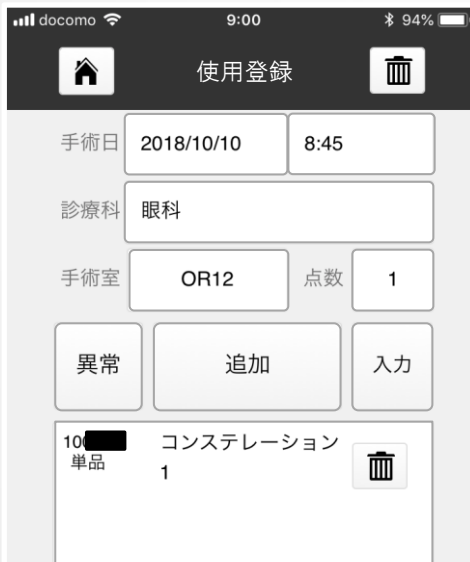 docomo 9:00 94%
使用登録
手術日 2018/10/10 8:45
診療科 眼科
手術室 OR12 点数 1
異常 追加 入力
10 コンステレーション
単品 1